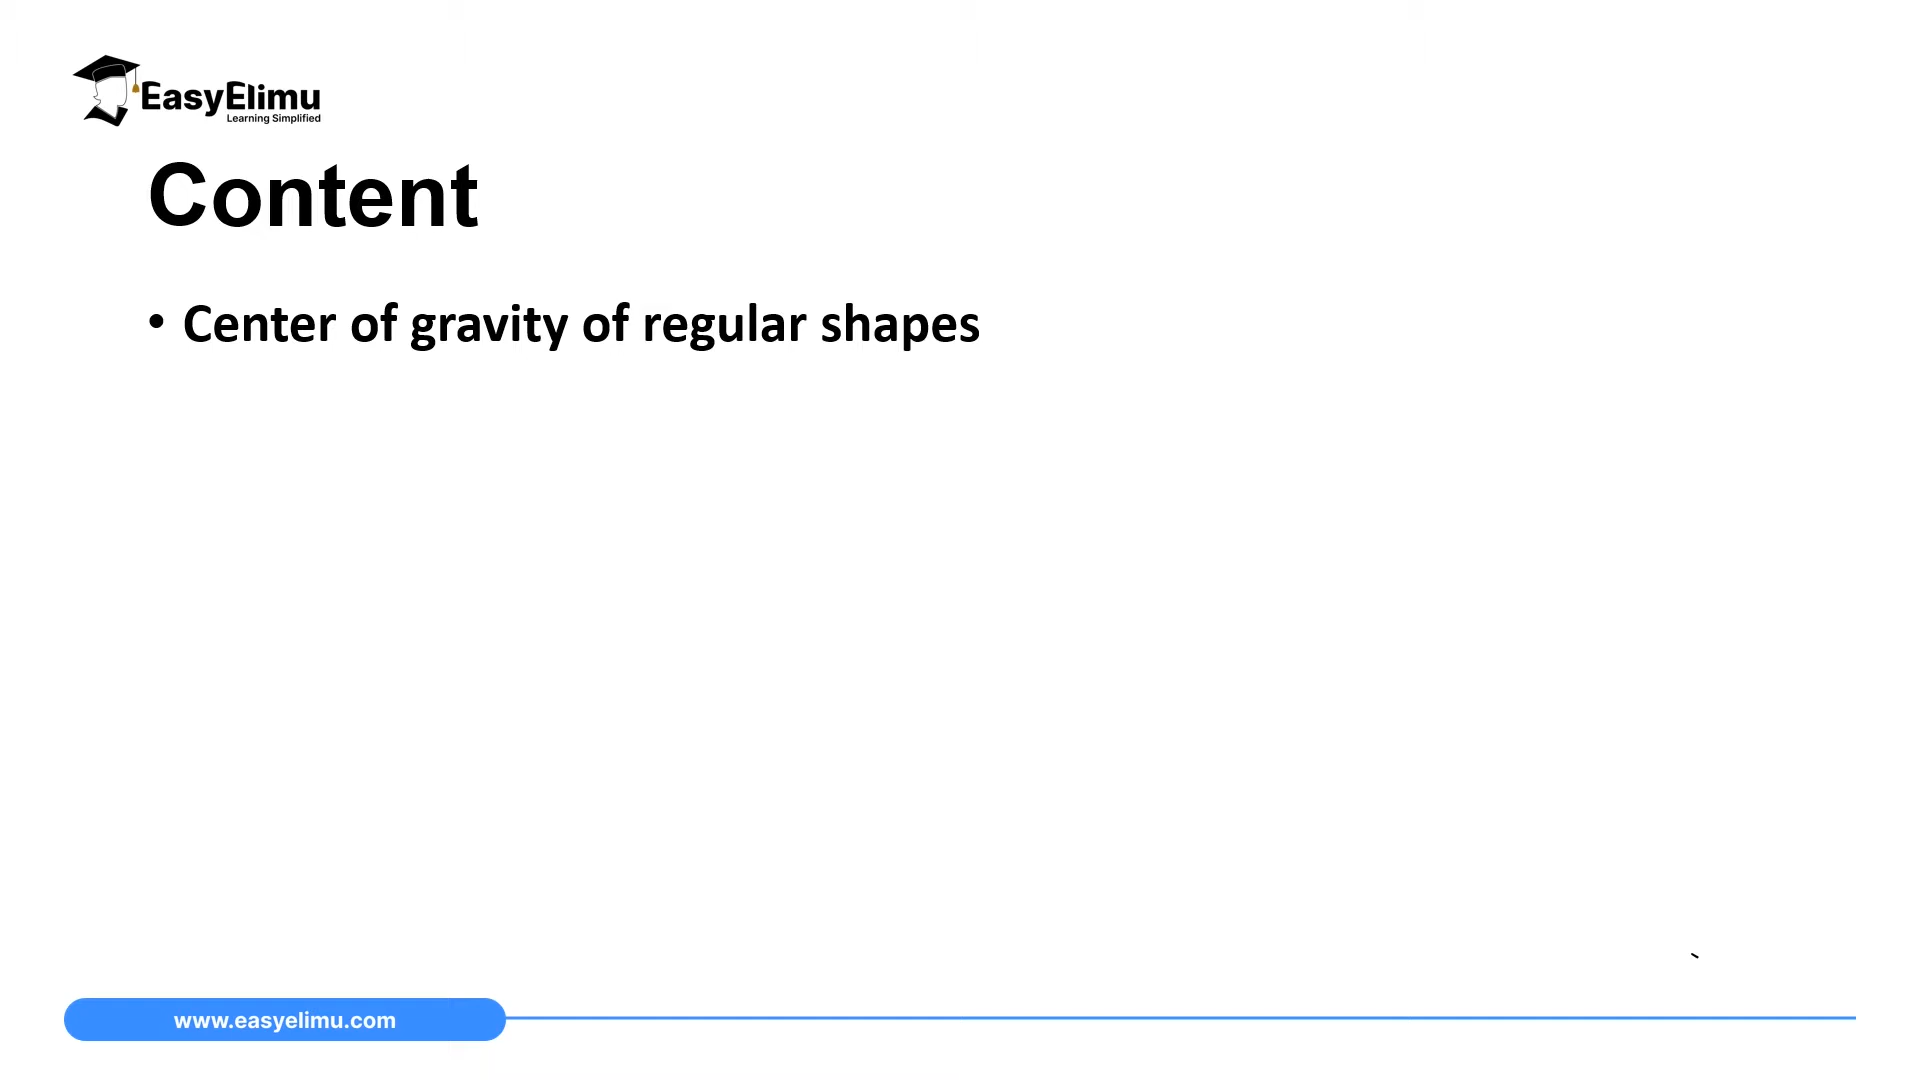 EasyElimu
Learning Simplified
Content
• Center of gravity of regular shapes
www.easyelimu.com